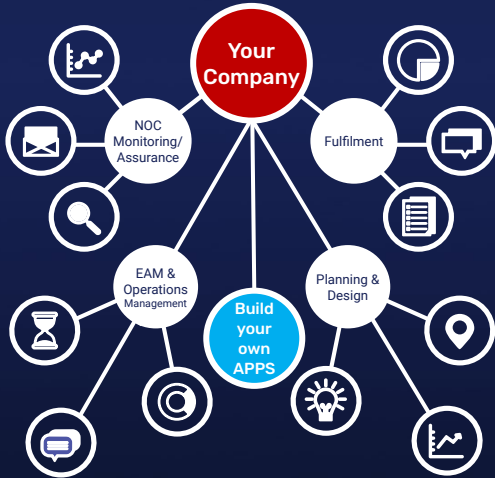 Your
Company
NOC
Monitoring/
Assurance
Fulfilment
EAM &
Operations
Management
Planning &
Design
Build
your
own
APPS